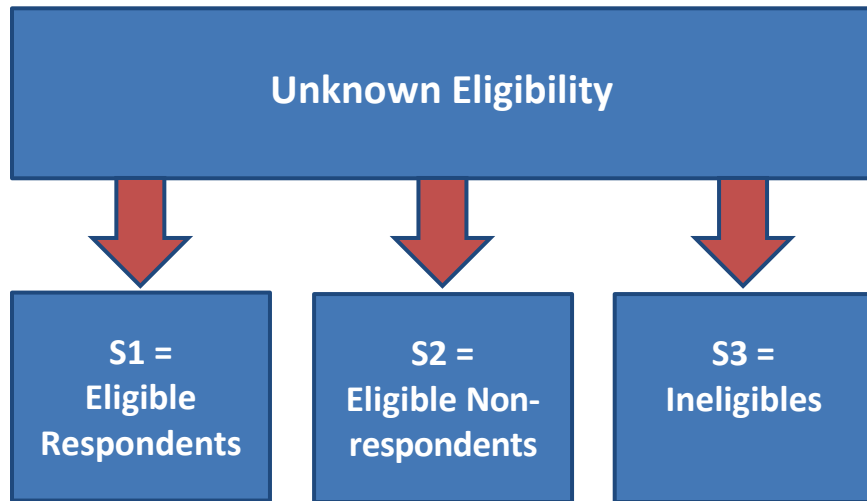 Unknown Eligibility
S1 =
Eligible
Respondents
S2 =
Eligible Non-
respondents
S3 =
Ineligibles